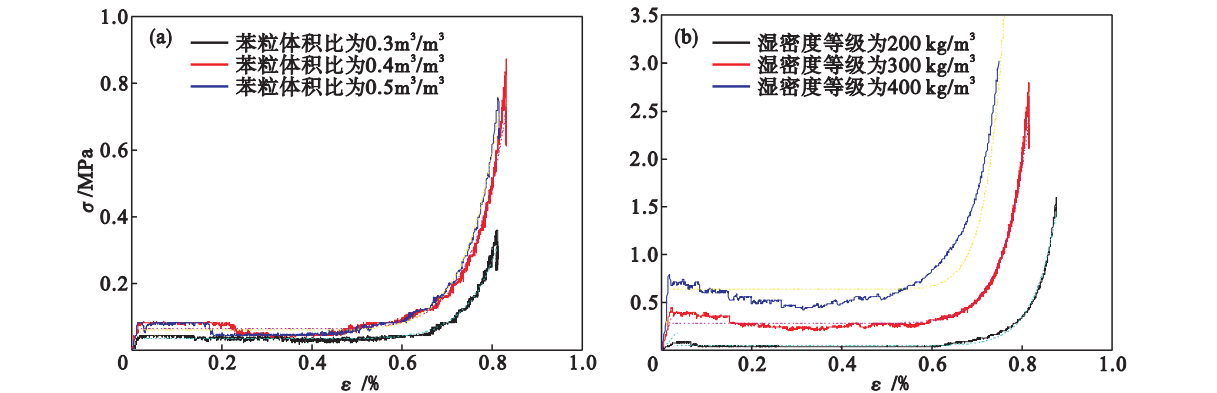 (a)
苯粒体积比为0.3m³/m³
苯粒体积比为0.4m³/m³
苯粒体积比为0.5m³/m³
1.0
0.8
0.6
0.4
0.2
0
0.2
0.4
0.6
0.8
1.0
σ/MPa
ε/%
(b)
湿密度等级为200 kg/m³
湿密度等级为300 kg/m³
湿密度等级为400 kg/m³
3.5
3.0
2.5
2.0
1.5
1.0
0.5
0
0.2
0.4
0.6
0.8
1.0
ε/%